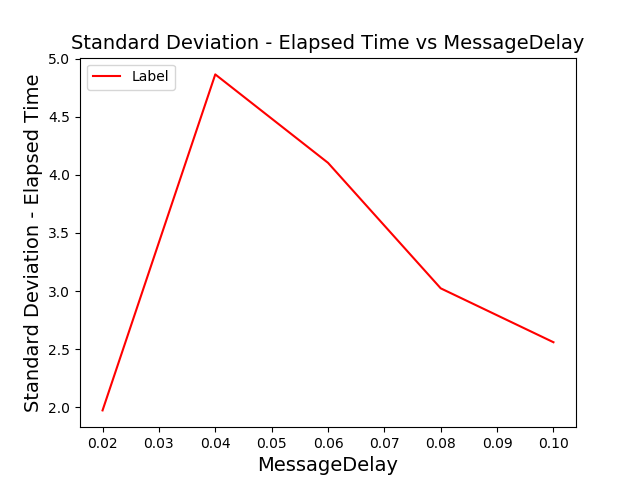 Standard Deviation - Elapsed Time vs MessageDelay
Label
Standard Deviation - Elapsed Time
5.0
4.5
4.0
3.5
3.0
2.5
2.0
0.02 0.03 0.04 0.05 0.06 0.07 0.08 0.09 0.10
MessageDelay